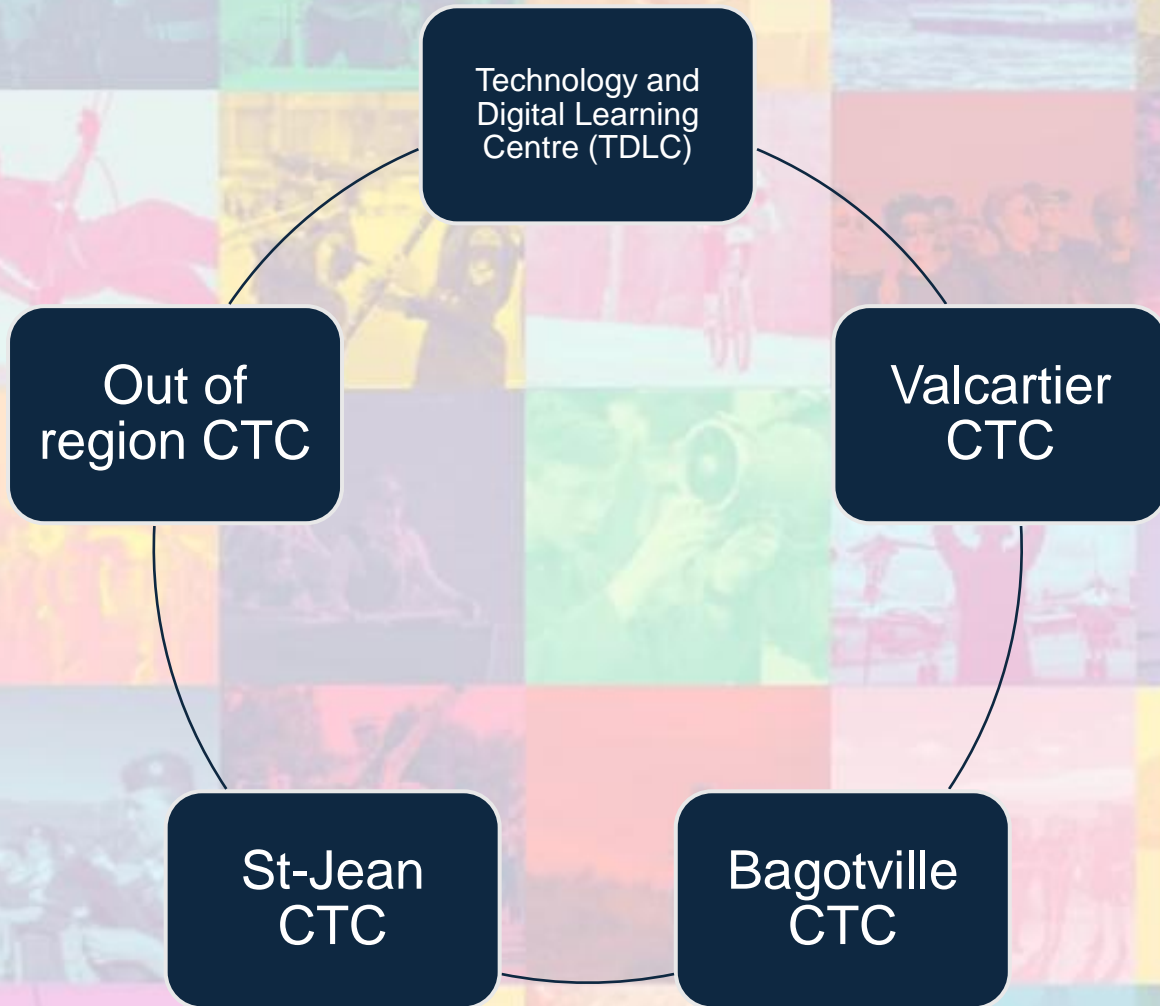 Technology and
Digital Learning
Centre (TDLC)
Out of
region CTC
Valcartier
CTC
St-Jean
CTC
Bagotville
CTC